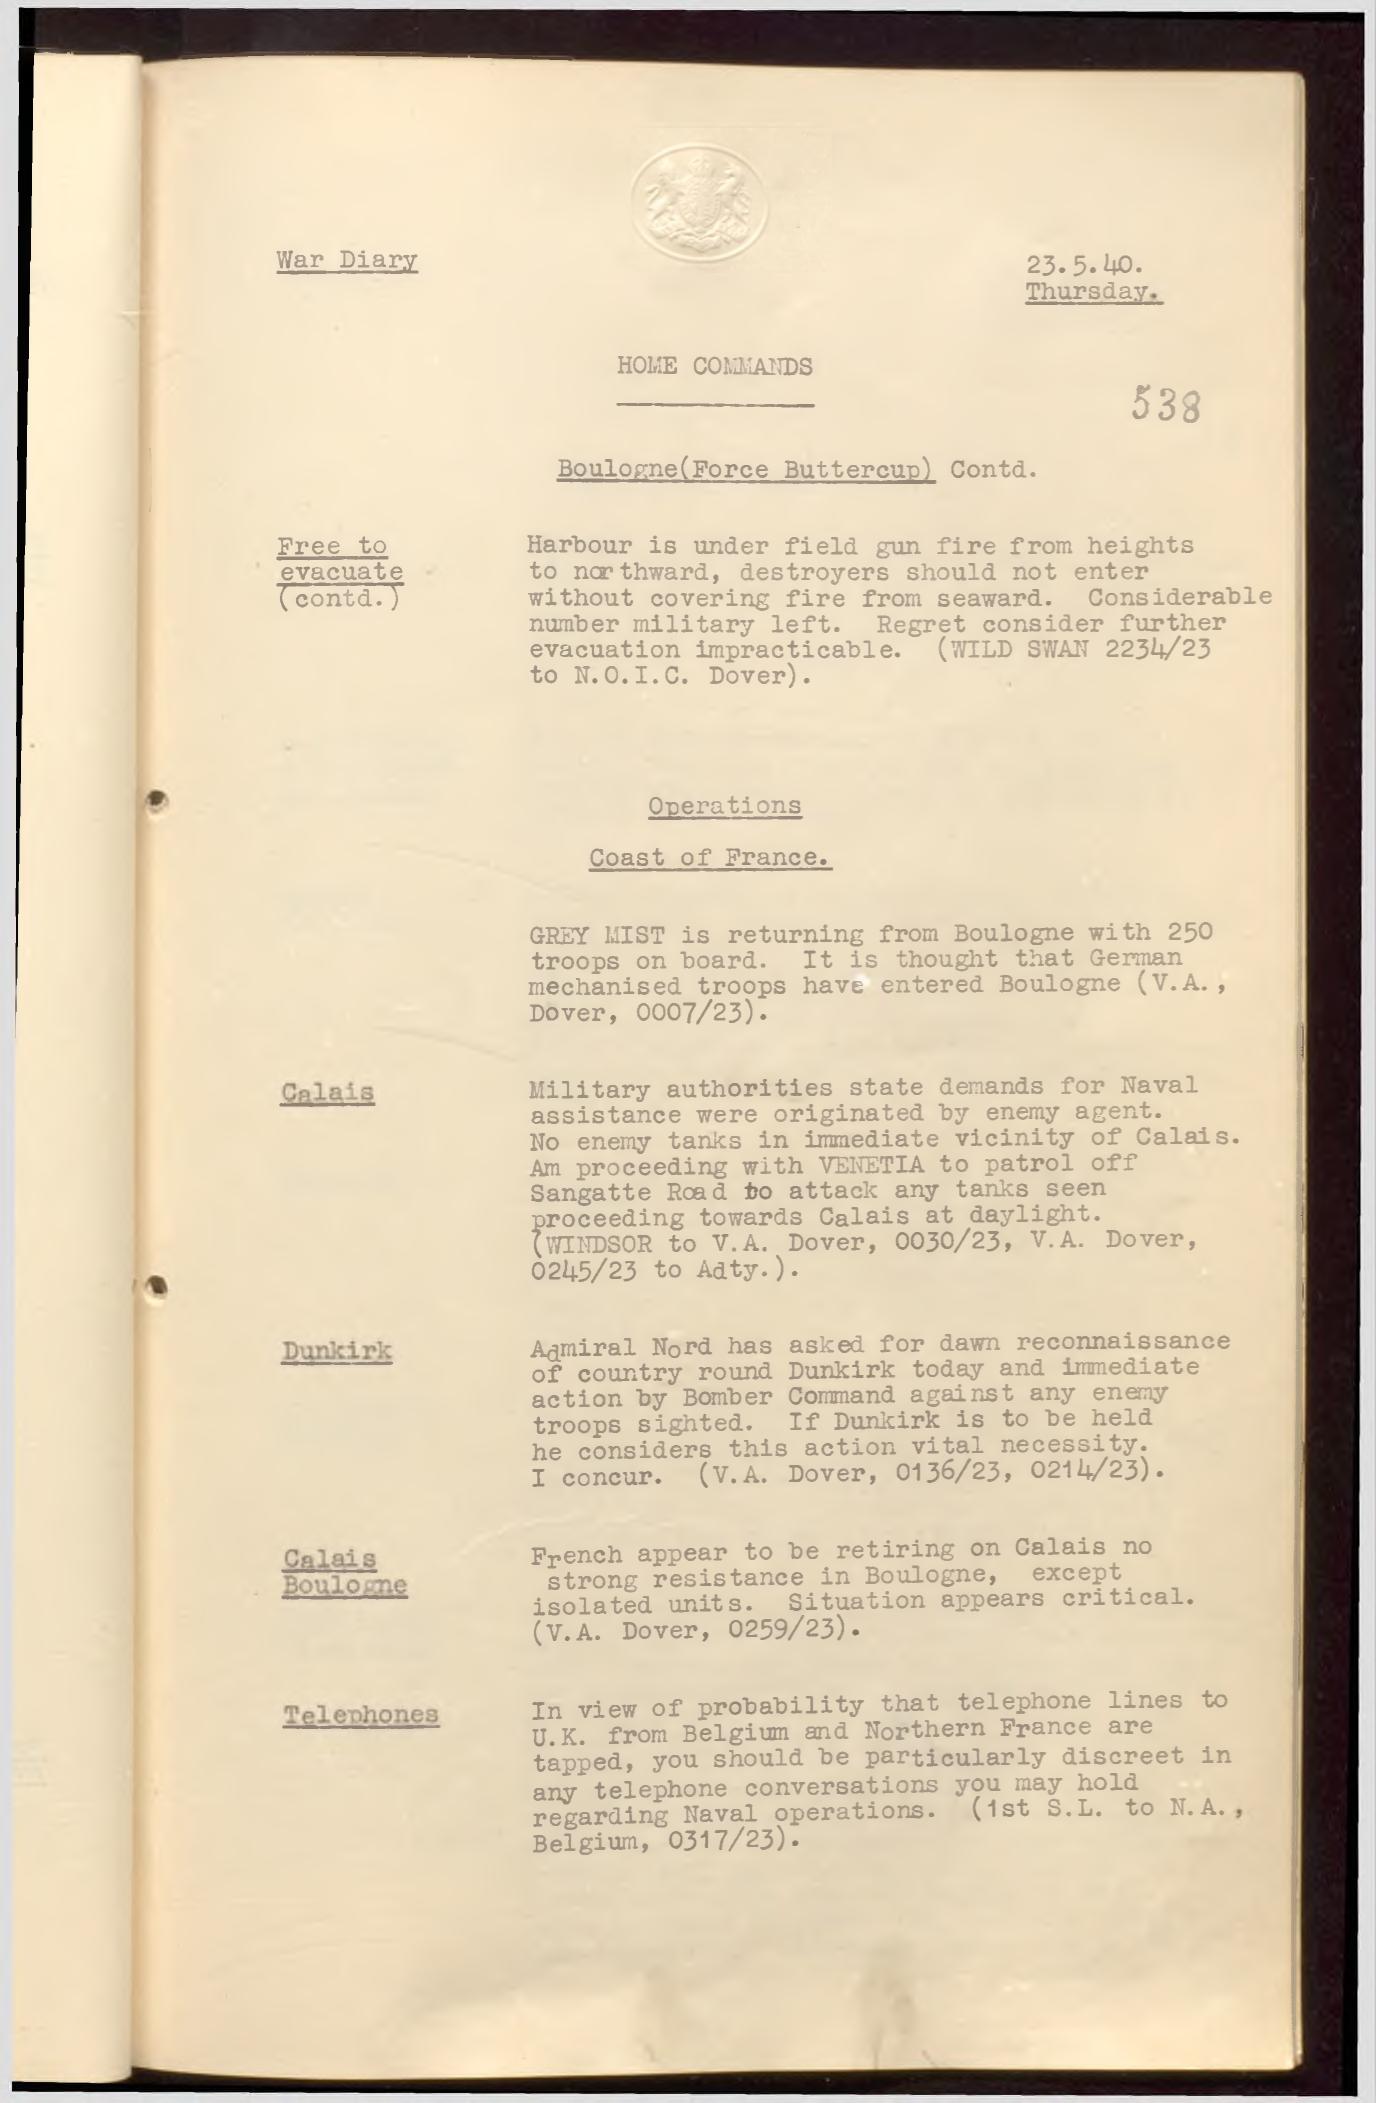 War Diary
23.5.40.
Thursday.
HOME COMMANDS
538
Boulogne(Force Buttercup) Contd.
Free to
evacuate
(contd.)
Harbour is under field gun fire from heights
to northward, destroyers should not enter
without covering fire from seaward. Considerable
number military left. Regret consider further
evacuation impracticable. (WILD SWAN 2234/23
to N.O.I.C. Dover).
Operations
Coast of France.
GREY MIST is returning from Boulogne with 250
troops on board. It is thought that German
mechanised troops have entered Boulogne (V.A.,
Dover, 0007/23).
Calais
Military authorities state demands for Naval
assistance were originated by enemy agent.
No enemy tanks in immediate vicinity of Calais.
Am proceeding with VENETIA to patrol off
Sangatte Road to attack any tanks seen
proceeding towards Calais at daylight.
(WINDSOR to V.A. Dover, 0030/23, V.A. Dover,
0245/23 to Adty.).
Dunkirk
Admiral Nord has asked for dawn reconnaissance
of country round Dunkirk today and immediate
action by Bomber Command against any enemy
troops sighted. If Dunkirk is to be held
he considers this action vital necessity.
I concur. (V.A. Dover, 0136/23, 0214/23).
Calais
Boulogne
French appear to be retiring on Calais no
strong resistance in Boulogne, except
isolated units. Situation appears critical.
(V.A. Dover, 0259/23).
Telephones
In view of probability that telephone lines to
U.K. from Belgium and Northern France are
tapped, you should be particularly discreet in
any telephone conversations you may hold
regarding Naval operations. (1st S.L. to N.A.,
Belgium, 0317/23).